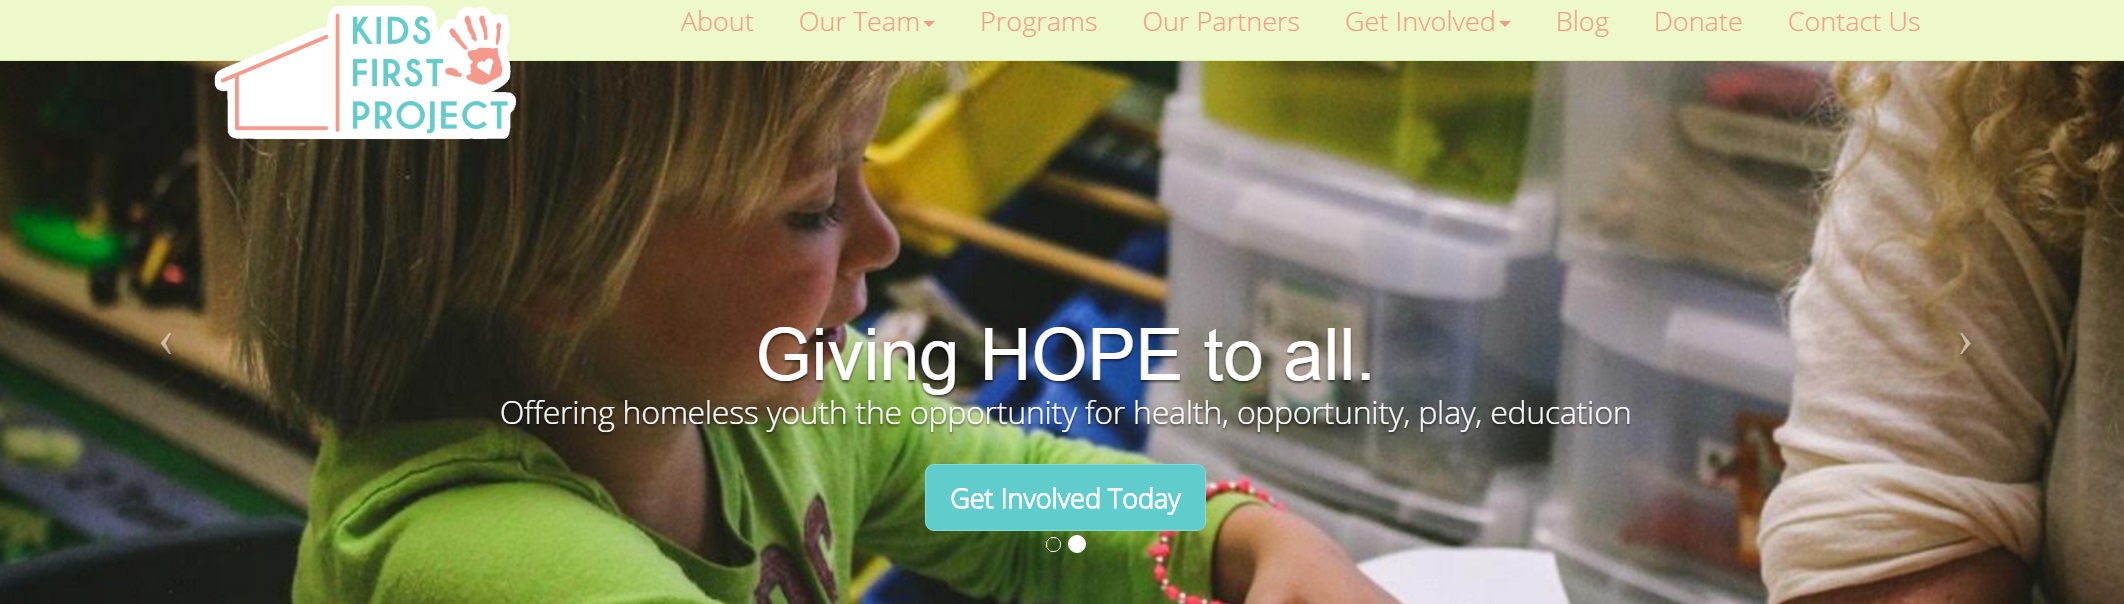 KIDS
FIRST
PROJECT
About Our Team Programs Our Partners Get Involved Blog Donate Contact Us
Giving HOPE to all.
Offering homeless youth the opportunity for health, opportunity, play, education
Get Involved Today